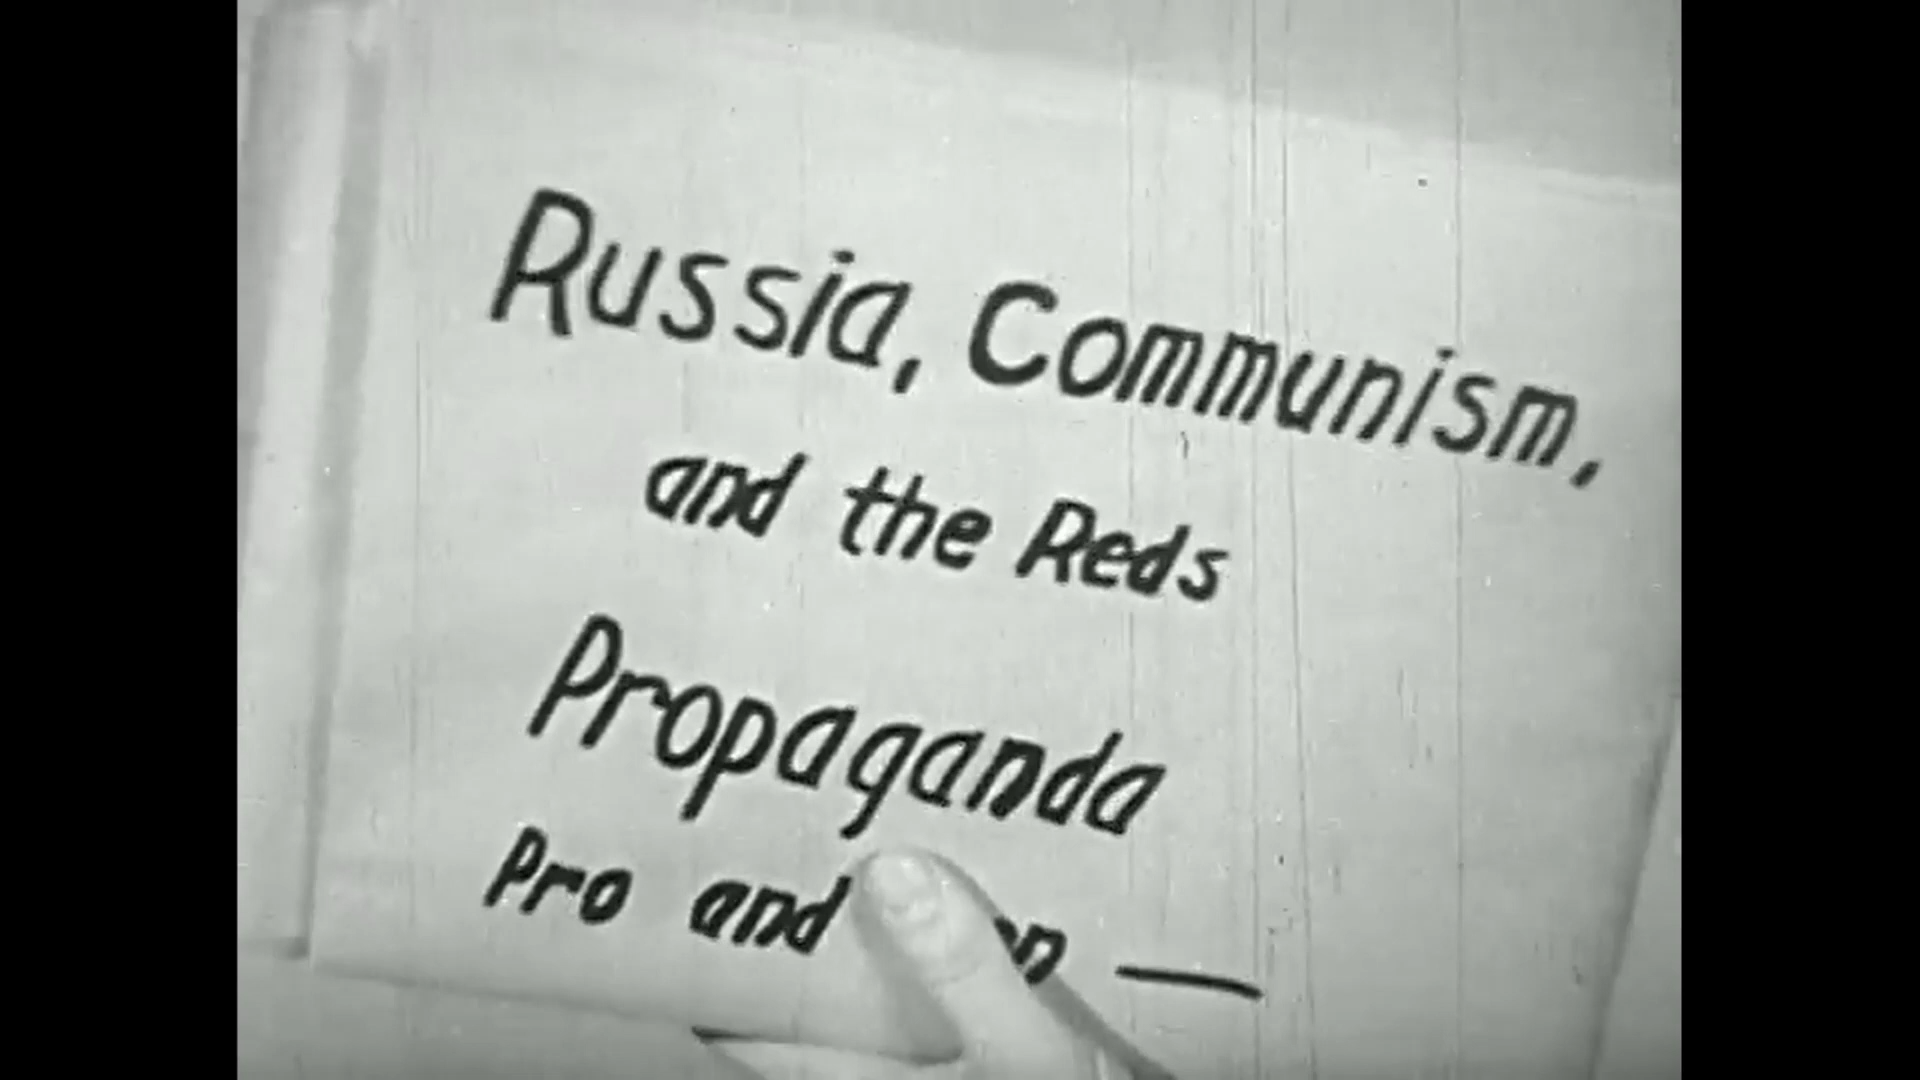 Russia, Communism,
and the Reds
Propaganda
Pro and —